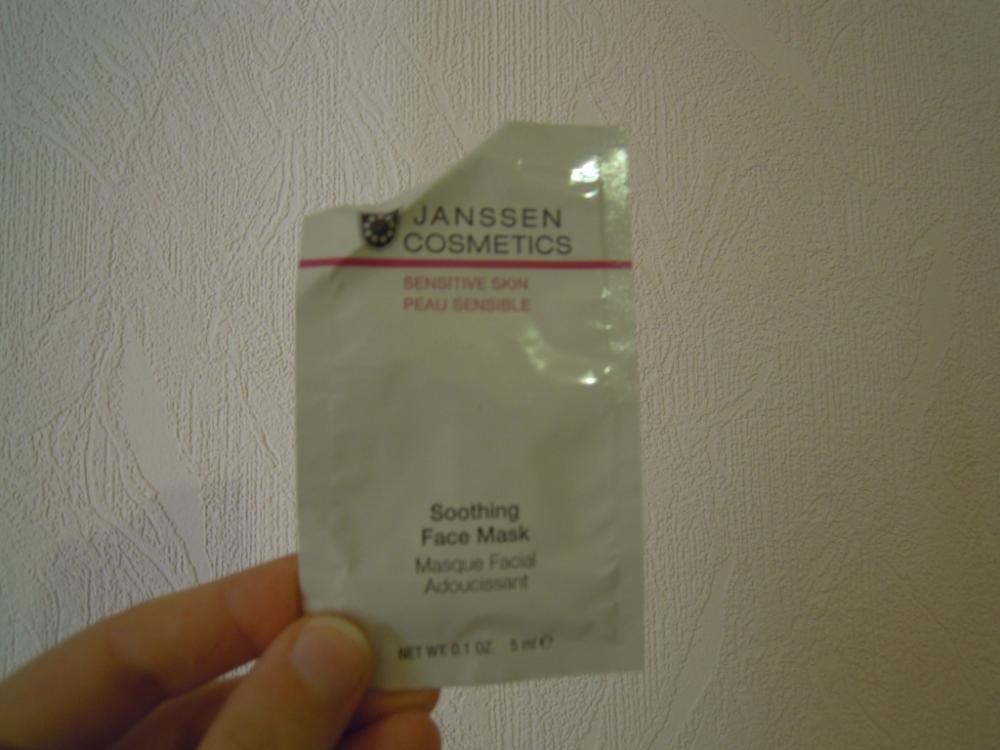 JANSSEN
COSMETICS
SENSITIVE SKIN
PEAU SENSIBLE
Soothing
Face Mask
Masque Facial
Adoucissant
NET WT. 0.1 OZ. 5 ml ℮